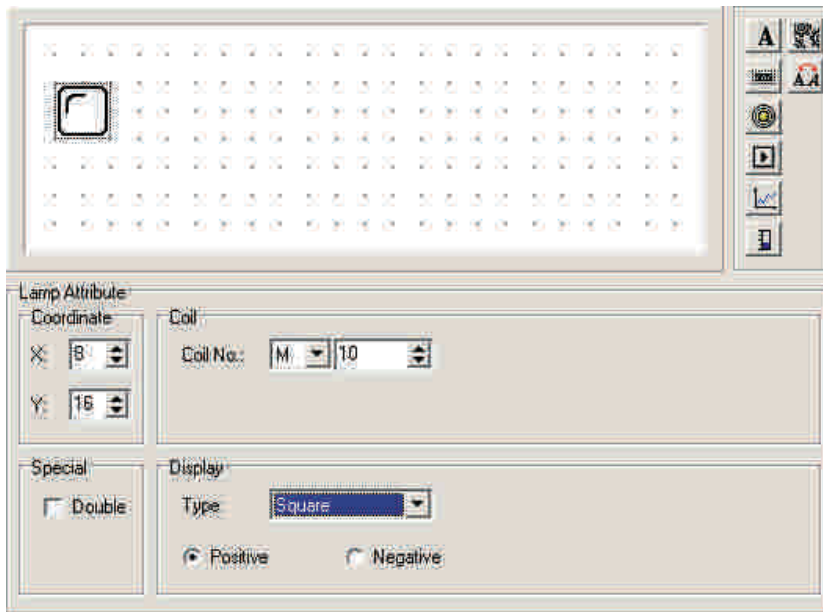 A
A A
Lamp Attribute
Coordinate
X: 8
Y: 16
Coil
Coil No.: M 10
Special
Double
Display
Type Square
Positive Negative